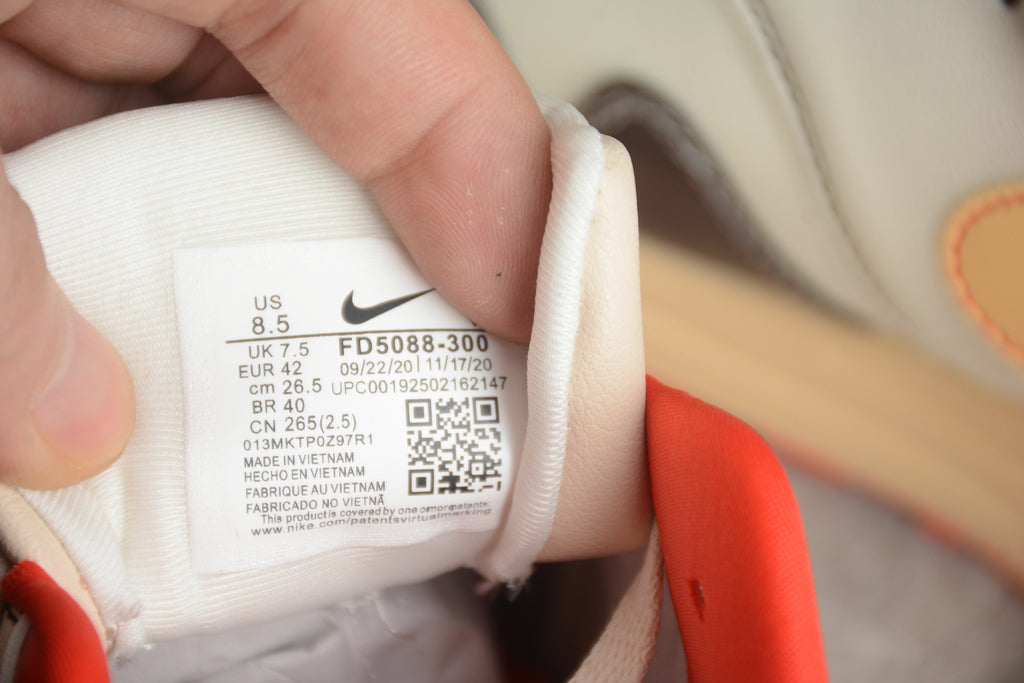 US
8.5
UK 7.5
FD5088-300
EUR 42
09/22/20 | 11/17/20
cm 26.5
UPC00192502162147
BR 40
CN 265(2.5)
013MKTP0Z97R1
MADE IN VIETNAM
HECHO EN VIETNAM
FABRIQUE AU VIETNAM
FABRICADO NO VIETNÃ
This product is covered by one or more patents.
www.nike.com/patentsvirtualmarking